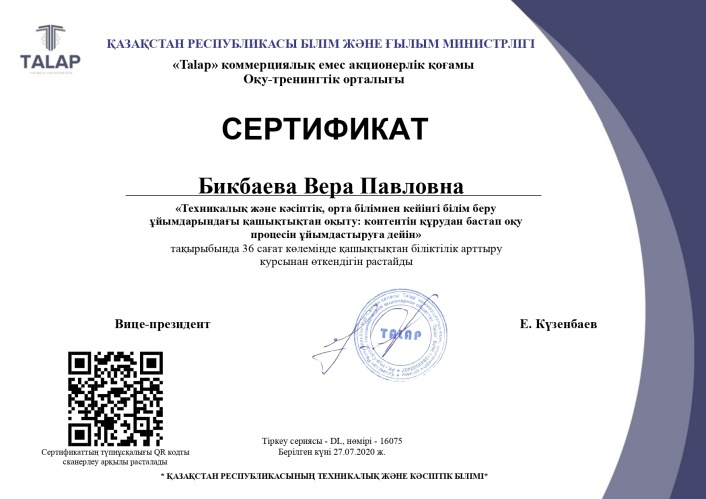 TALAP
ҚАЗАҚСТАН РЕСПУБЛИКАСЫ БІЛІМ ЖӘНЕ ҒЫЛЫМ МИНИСТРЛІГІ
«Talap» коммерциялық емес акционерлік қоғамы
Оқу-тренингтік орталығы
СЕРТИФИКАТ
Бикбаева Вера Павловна
«Техникалық және кәсіптік, орта білімнен кейінгі білім беру
ұйымдарындағы қашықтықтан оқыту: контентін құрудан бастап оқу
процесін ұйымдастыруға дейін»
тақырыбында 36 сағат көлемінде қашықтықтан біліктілік арттыру
курсынан өткендігін растайды
Вице-президент
TALAP
Е. Күзенбаев
Сертификаттың түпнұсқалығы QR кодты
сканерлеу арқылы расталады
Тіркеу сериясы - DL, нөмірі - 16075
Берілген күні 27.07.2020 ж.
* ҚАЗАҚСТАН РЕСПУБЛИКАСЫНЫҢ ТЕХНИКАЛЫҚ ЖӘНЕ КӘСІПТІК БІЛІМІ*